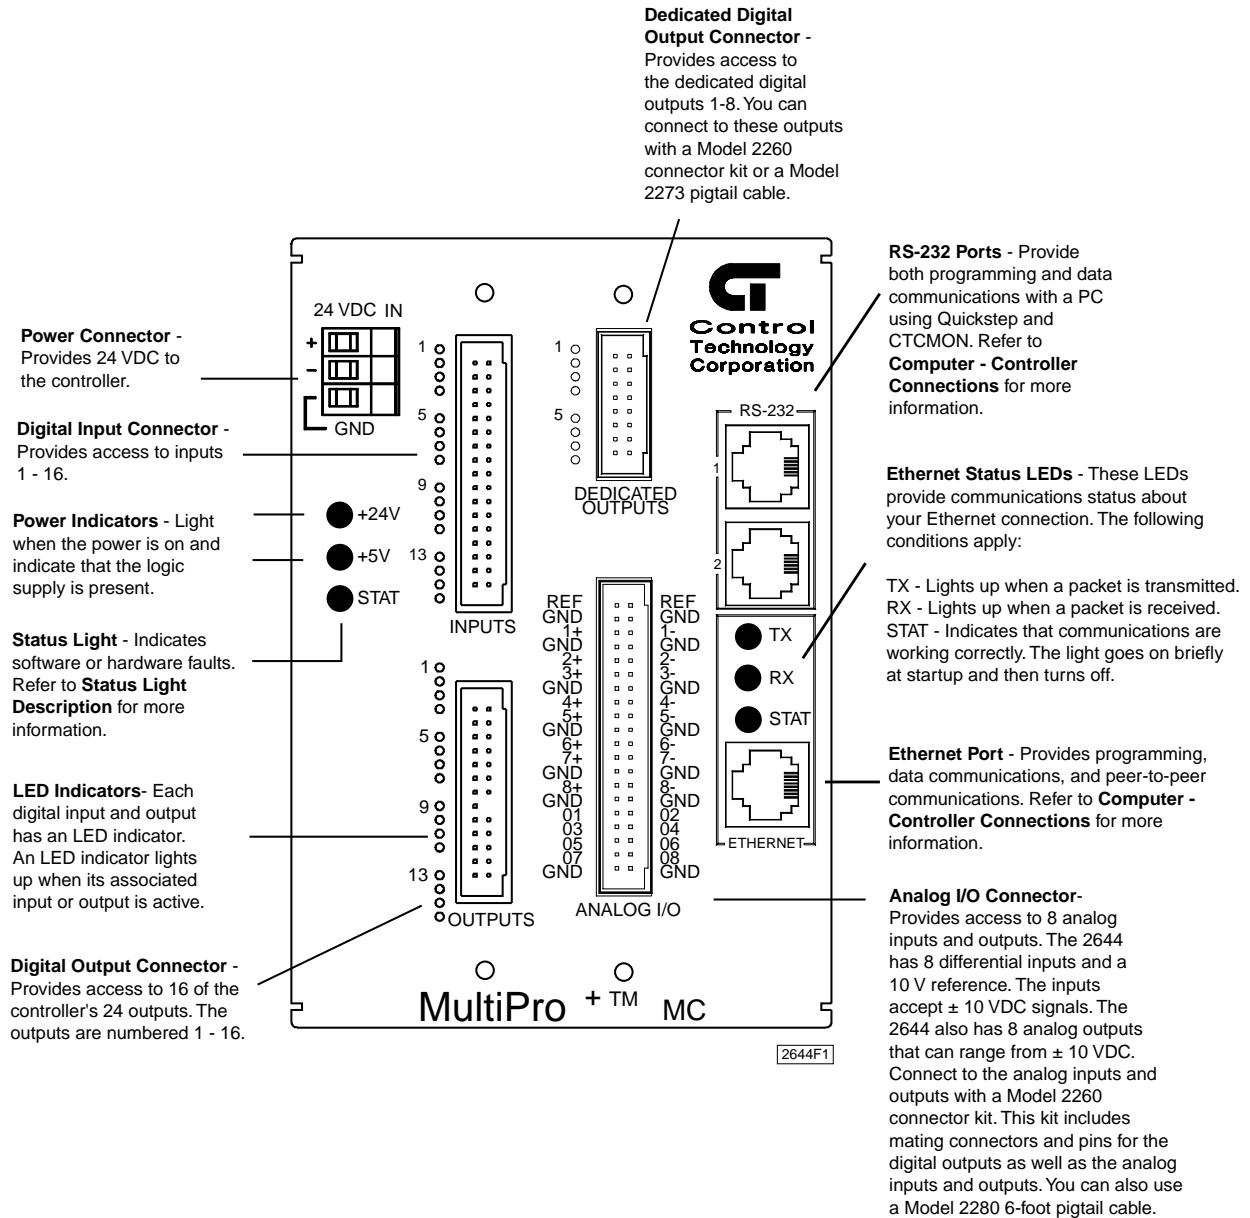 Dedicated Digital
Output Connector -
Provides access to
the dedicated digital
outputs 1-8. You can
connect to these outputs
with a Model 2260
connector kit or a Model
2273 pigtail cable.
Power Connector -
Provides 24 VDC to
the controller.
Digital Input Connector -
Provides access to inputs
1 - 16.
Power Indicators - Light
when the power is on and
indicate that the logic
supply is present.
Status Light - Indicates
software or hardware faults.
Refer to Status Light
Description for more
information.
LED Indicators- Each
digital input and output
has an LED indicator.
An LED indicator lights
up when its associated
input or output is active.
Digital Output Connector -
Provides access to 16 of the
controller's 24 outputs. The
outputs are numbered 1 - 16.
24 VDC IN
+
−
GND
+24V
+5V
STAT
1
5
9
13
INPUTS
1
5
9
13
OUTPUTS
1
5
DEDICATED
OUTPUTS
CT
Control
Technology
Corporation
RS-232
1
2
TX
RX
STAT
ETHERNET
REF REF
GND GND
1+ 1-
GND GND
2+ 2-
3+ 3-
GND GND
4+ 4-
5+ 5-
GND GND
6+ 6-
7+ 7-
GND GND
8+ 8-
GND GND
01 02
03 04
05 06
07 08
GND GND
ANALOG I/O
MultiPro + TM MC
2644F1
RS-232 Ports - Provide
both programming and data
communications with a PC
using Quickstep and
CTCMON. Refer to
Computer - Controller
Connections for more
information.
Ethernet Status LEDs - These LEDs
provide communications status about
your Ethernet connection. The following
conditions apply:
TX - Lights up when a packet is transmitted.
RX - Lights up when a packet is received.
STAT - Indicates that communications are
working correctly. The light goes on briefly
at startup and then turns off.
Ethernet Port - Provides programming,
data communications, and peer-to-peer
communications. Refer to Computer -
Controller Connections for more
information.
Analog I/O Connector-
Provides access to 8 analog
inputs and outputs. The 2644
has 8 differential inputs and a
10 V reference. The inputs
accept ± 10 VDC signals. The
2644 also has 8 analog outputs
that can range from ± 10 VDC.
Connect to the analog inputs and
outputs with a Model 2260
connector kit. This kit includes
mating connectors and pins for the
digital outputs as well as the analog
inputs and outputs. You can also use
a Model 2280 6-foot pigtail cable.